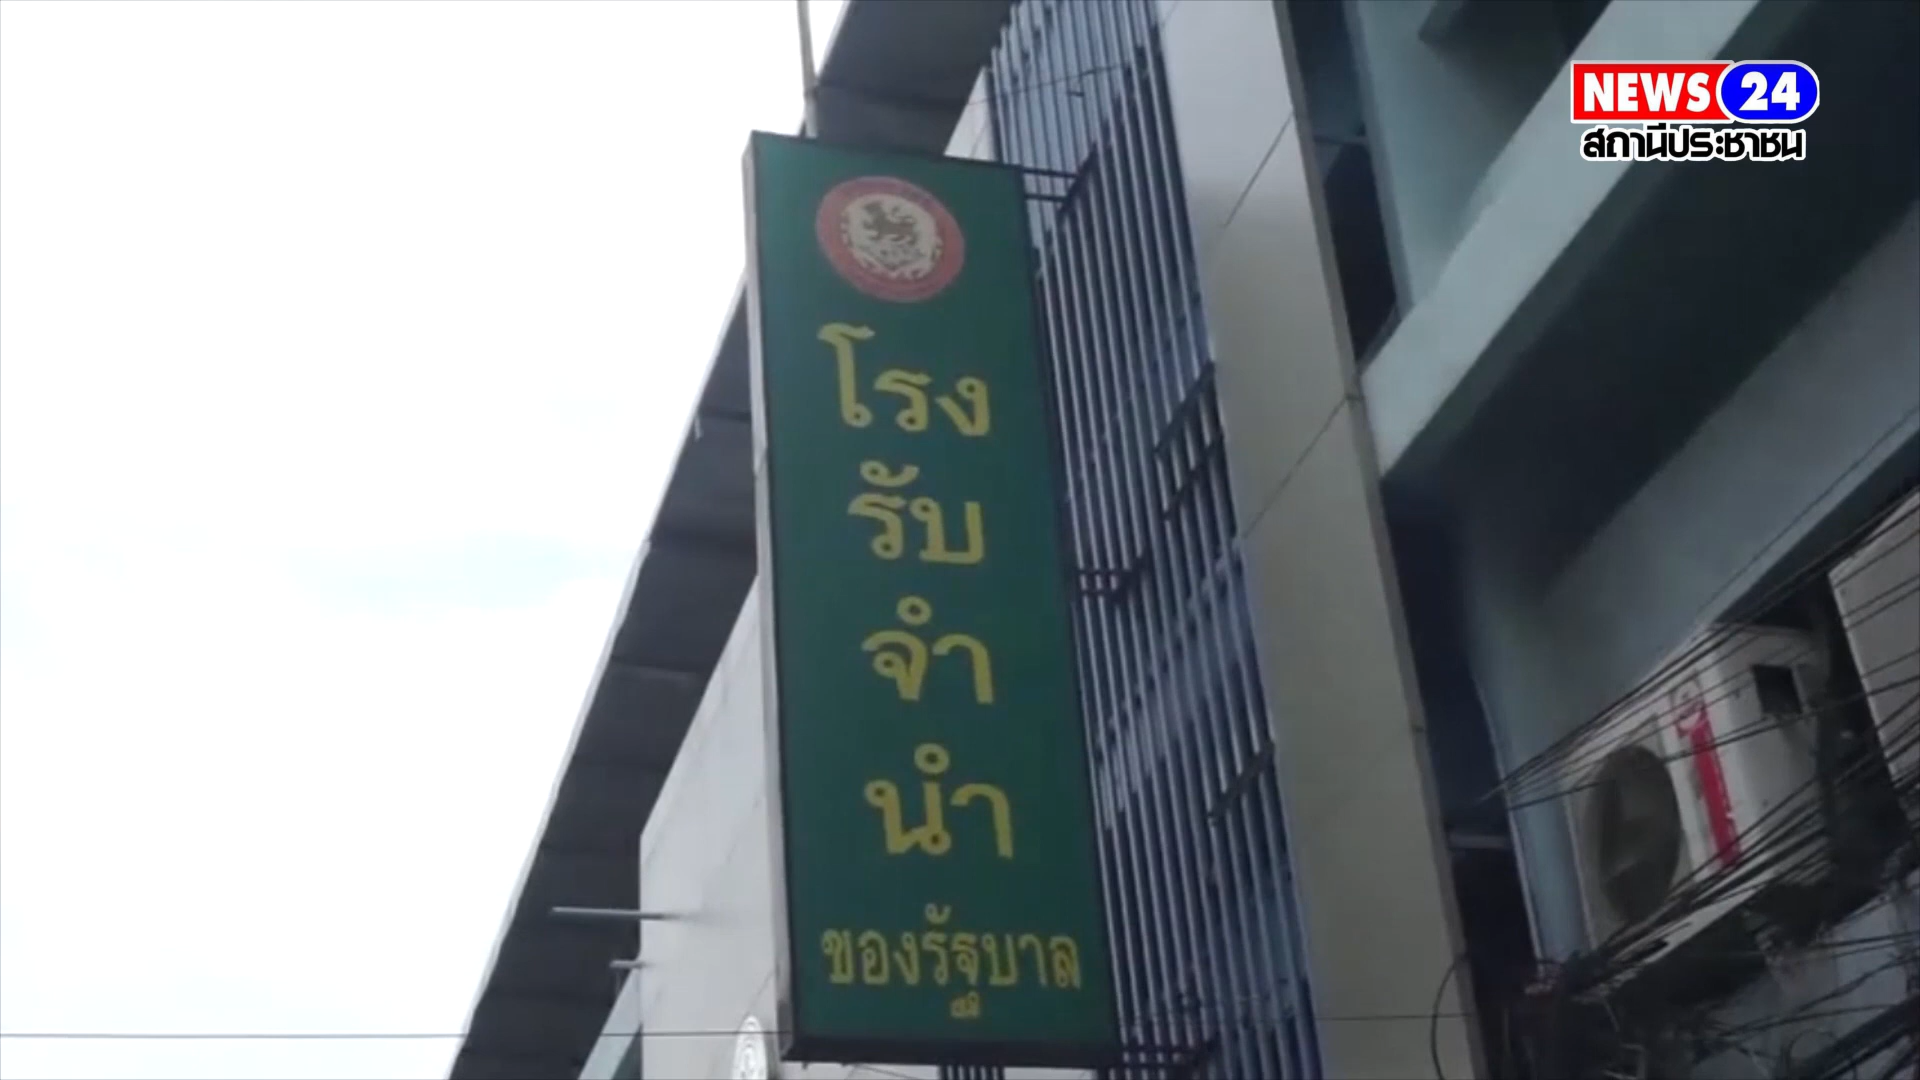 NEWS 24
สถานีประชาชน
โรง
รับ
จำ
นำ
ของรัฐบาล